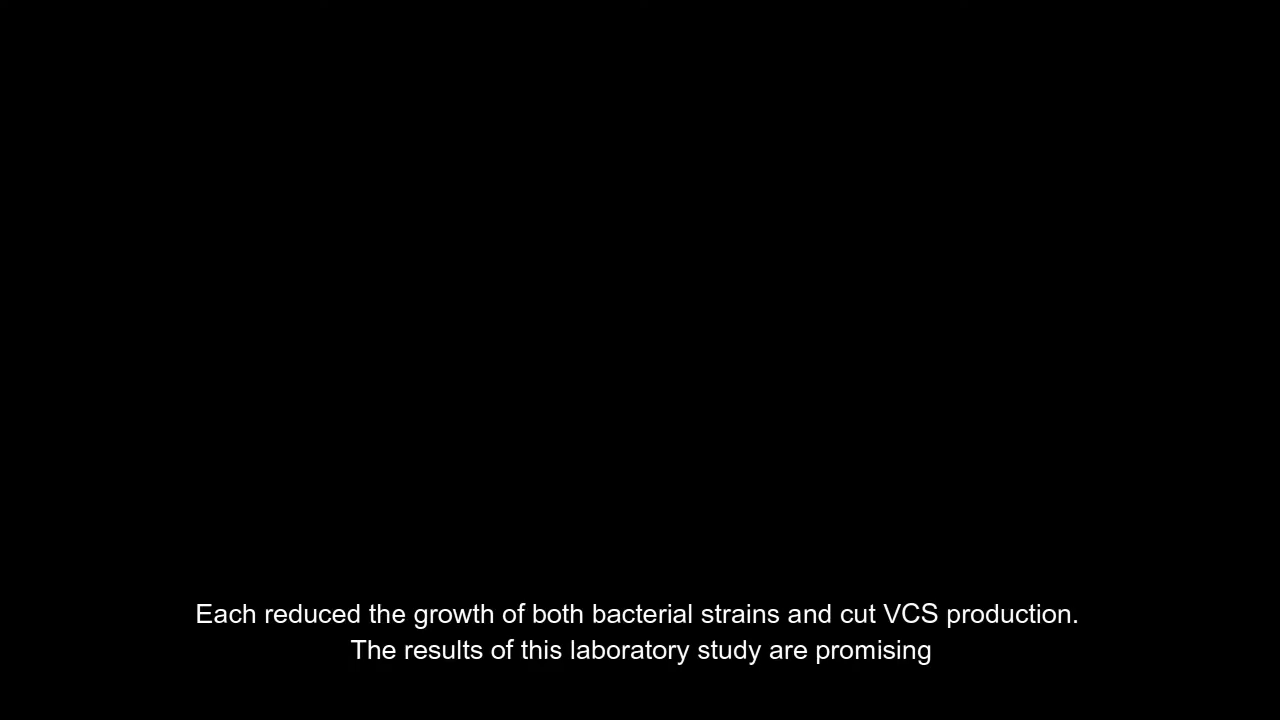 Each reduced the growth of both bacterial strains and cut VCS production.
The results of this laboratory study are promising